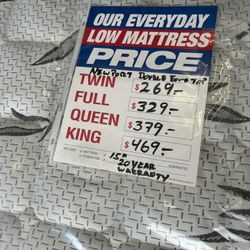 OUR EVERYDAY
LOW MATTRESS
PRICE
NEWPORT DOUBLE EURO TOP
TWIN $269.-
FULL $329.-
QUEEN $379.-
KING $469.-
15"
20 YEAR
WARRANTY